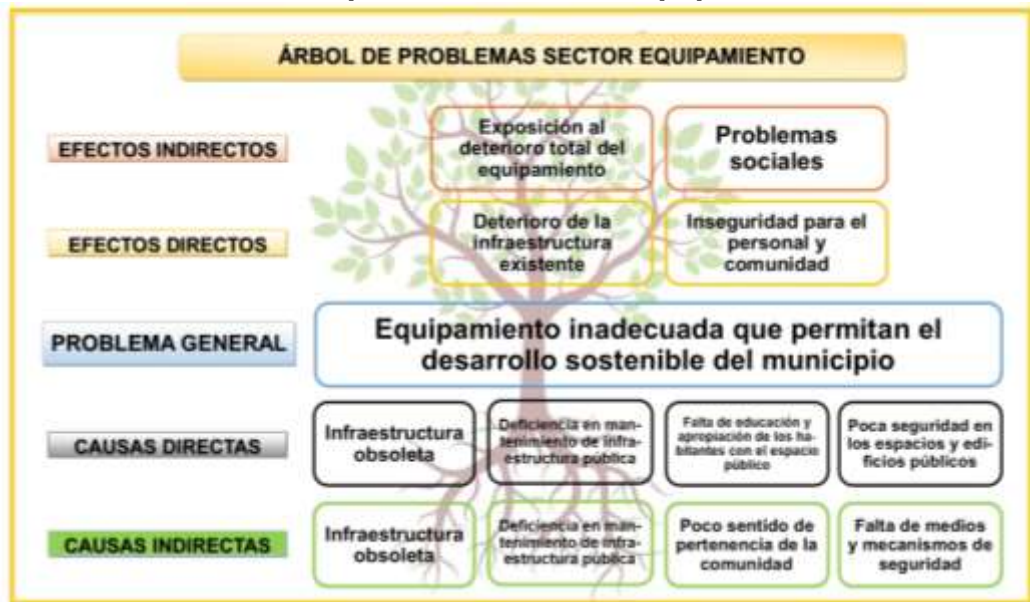 ÁRBOL DE PROBLEMAS SECTOR EQUIPAMIENTO
EFECTOS INDIRECTOS
Exposición al
deterioro total del
equipamiento
Problemas
sociales
EFECTOS DIRECTOS
Deterioro de la
infraestructura
existente
Inseguridad para el
personal y
comunidad
PROBLEMA GENERAL
Equipamiento inadecuada que permitan el
desarrollo sostenible del municipio
CAUSAS DIRECTAS
Infraestructura
obsoleta
Deficiencia en man-
tenimiento de infra-
estructura pública
Falta de educación y
apropiación de los ha-
bitantes con el espacio
público
Poca seguridad en
los espacios y edi-
ficios públicos
CAUSAS INDIRECTAS
Infraestructura
obsoleta
Deficiencia en man-
tenimiento de infra-
estructura pública
Poco sentido de
pertenencia de la
comunidad
Falta de medios
y mecanismos de
seguridad